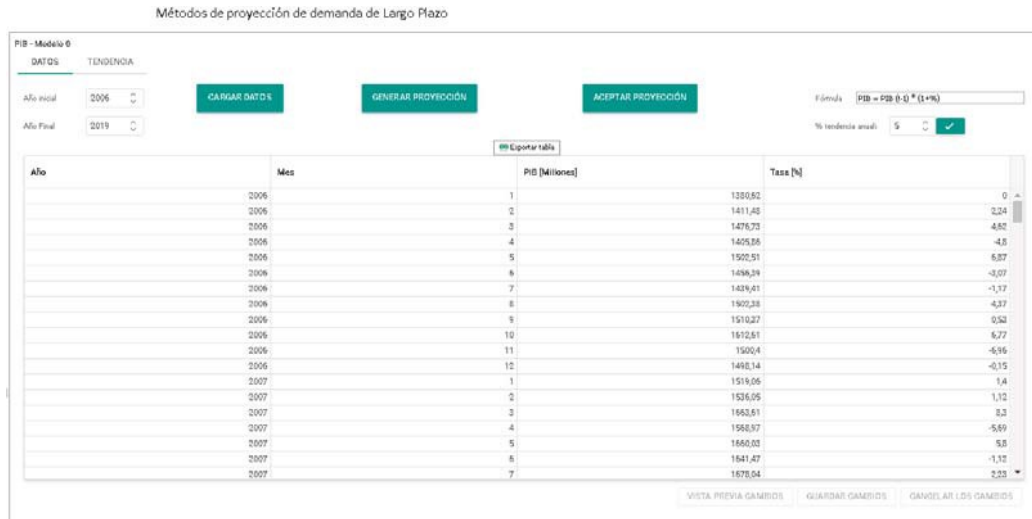 Métodos de proyección de demanda de Largo Plazo
PIB - Modelo 0
DATOS TENDENCIA
Año inicial 2006 CARGAR DATOS GENERAR PROYECCIÓN ACEPTAR PROYECCIÓN Fórmula PIB = PIB (t-1) * (1+%)
Año Final 2019 % tendencia anual: 5
Exportar tabla
Año Mes PIB [Millones] Tasa [%]
2006 1 1380,62 0
2006 2 1411,48 2,24
2006 3 1476,73 4,62
2006 4 1405,86 -4,8
2006 5 1502,51 6,87
2006 6 1456,39 -3,07
2006 7 1439,41 -1,17
2006 8 1502,38 4,37
2006 9 1510,27 0,53
2006 10 1612,61 6,77
2006 11 1500,4 -6,96
2006 12 1498,14 -0,15
2007 1 1519,06 1,4
2007 2 1536,05 1,12
2007 3 1663,61 8,3
2007 4 1568,97 -5,69
2007 5 1660,03 5,8
2007 6 1641,47 -1,12
2007 7 1678,04 2,23
VISTA PREVIA CAMBIOS GUARDAR CAMBIOS CANCELAR LOS CAMBIOS